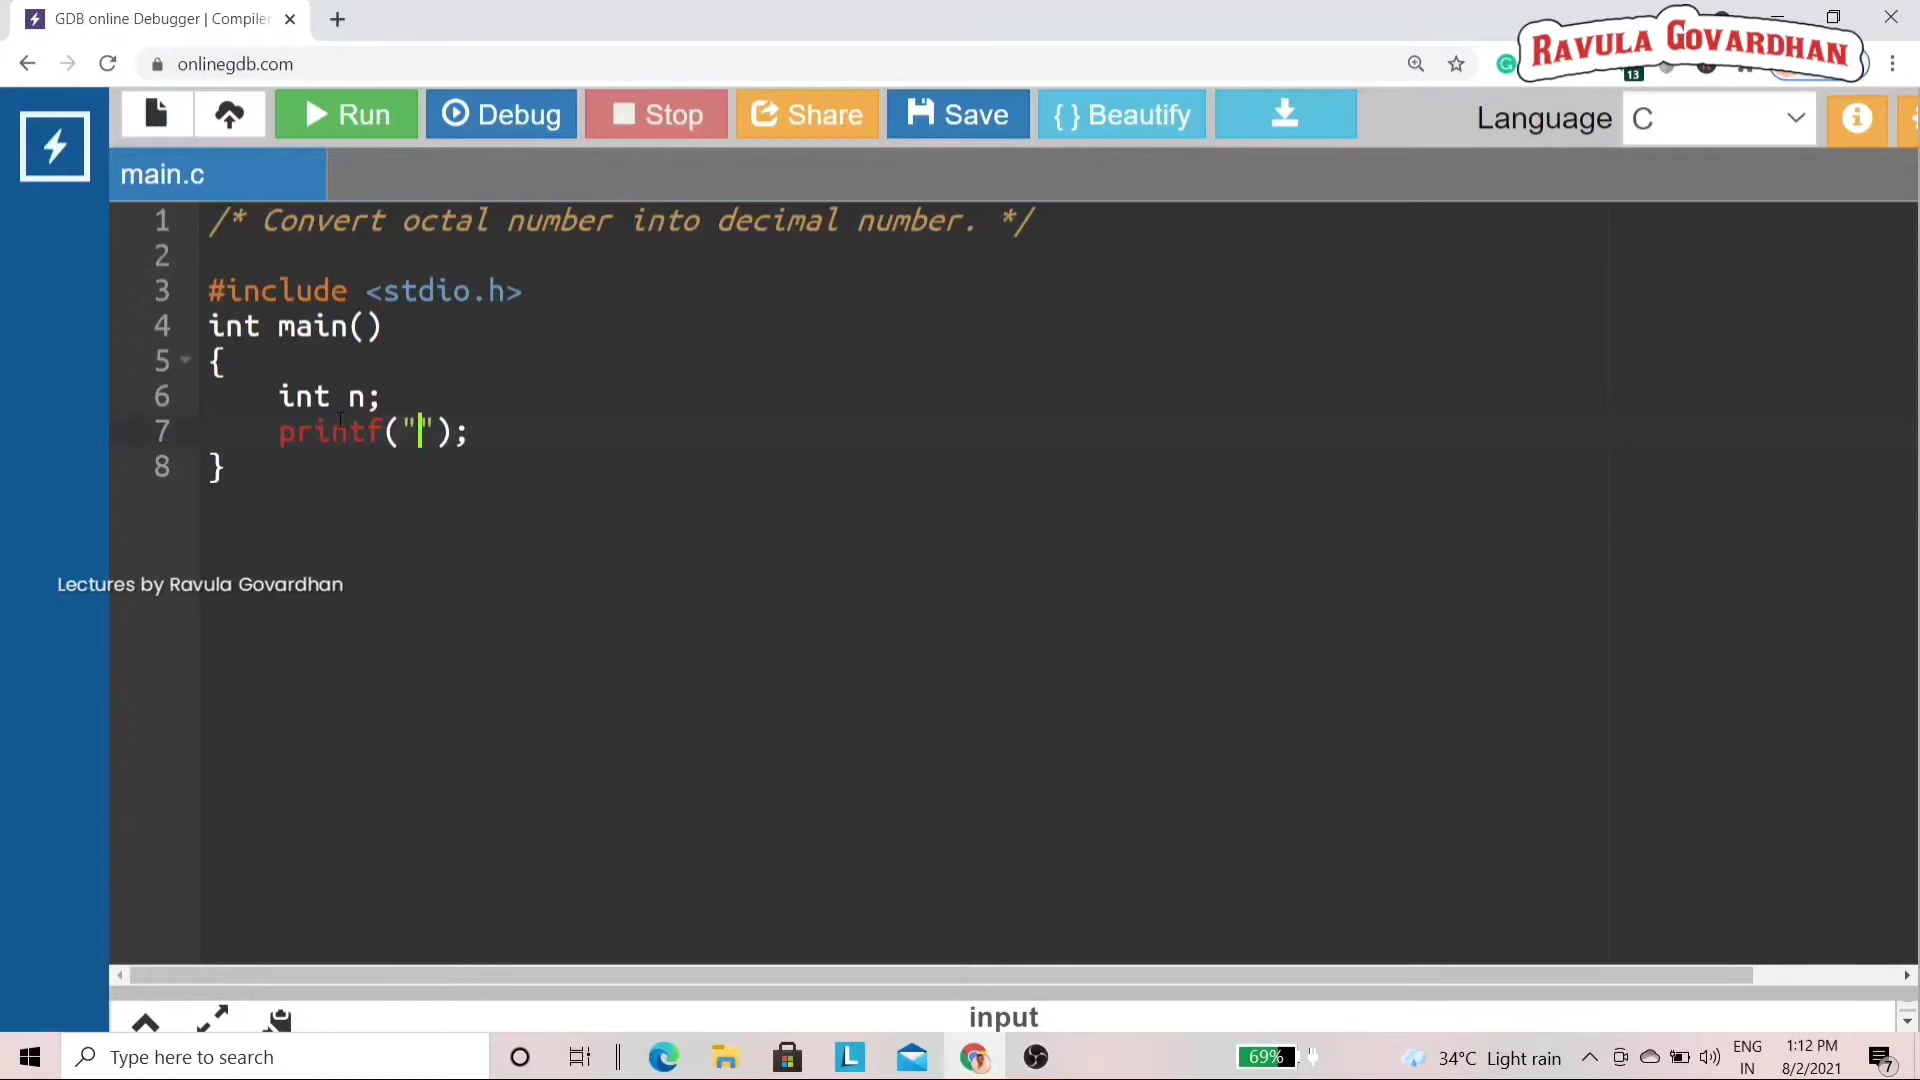 GDB online Debugger | Compiler
RAVULA GOVARDHAN
onlinegdb.com
13
Run
Debug
Stop
Share
Save
{ } Beautify
Language
C
main.c
1 /* Convert octal number into decimal number. */
2
3 #include <stdio.h>
4 int main()
5 {
6 int n;
7 printf("");
8 }
Lectures by Ravula Govardhan
input
Type here to search
69%
34°C Light rain
ENG
IN
1:12 PM
8/2/2021
7